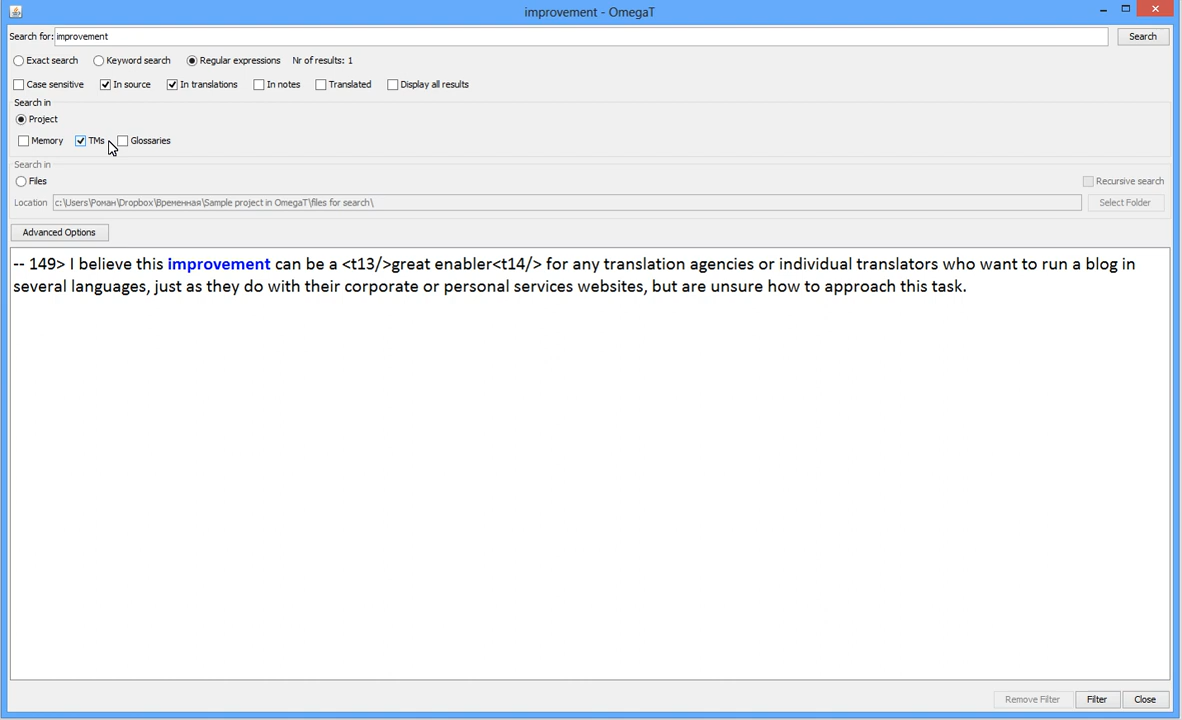 improvement - OmegaT
Search for: improvement Search
Exact search Keyword search Regular expressions Nr of results: 1
Case sensitive In source In translations In notes Translated Display all results
Search in
Project
Memory TMs Glossaries
Search in
Files Recursive search
Location c:\Users\Роман\Dropbox\Временная\Sample project in OmegaT\files for search\ Select Folder
Advanced Options
-- 149> I believe this improvement can be a <t13/>great enabler<t14/> for any translation agencies or individual translators who want to run a blog in
several languages, just as they do with their corporate or personal services websites, but are unsure how to approach this task.
Remove Filter Filter Close